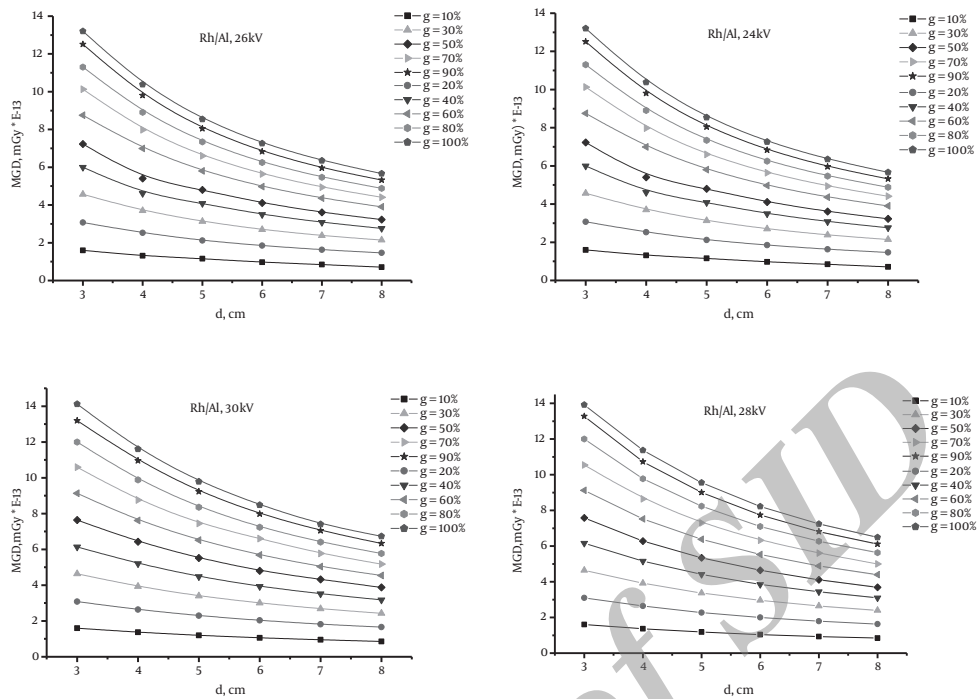 Rh/Al, 26kV
MGD, mGy * E-13
14
12
10
8
6
4
2
0
3 4 5 6 7 8
d, cm
g = 10%
g = 30%
g = 50%
g = 70%
g = 90%
g = 20%
g = 40%
g = 60%
g = 80%
g = 100%
Rh/Al, 24kV
MGD, mGy) * E-13
14
12
10
8
6
4
2
0
3 4 5 6 7 8
d, cm
g = 10%
g = 30%
g = 50%
g = 70%
g = 90%
g = 20%
g = 40%
g = 60%
g = 80%
g = 100%
Rh/Al, 30kV
MGD,mGy * E-13
14
12
10
8
6
4
2
0
3 4 5 6 7 8
d, cm
g = 10%
g = 30%
g = 50%
g = 70%
g = 90%
g = 20%
g = 40%
g = 60%
g = 80%
g = 100%
Rh/Al, 28kV
MGD,mGy * E-13
14
12
10
8
6
4
2
0
3 4 5 6 7 8
d, cm
g = 10%
g = 30%
g = 50%
g = 70%
g = 90%
g = 20%
g = 40%
g = 60%
g = 80%
g = 100%
of SID